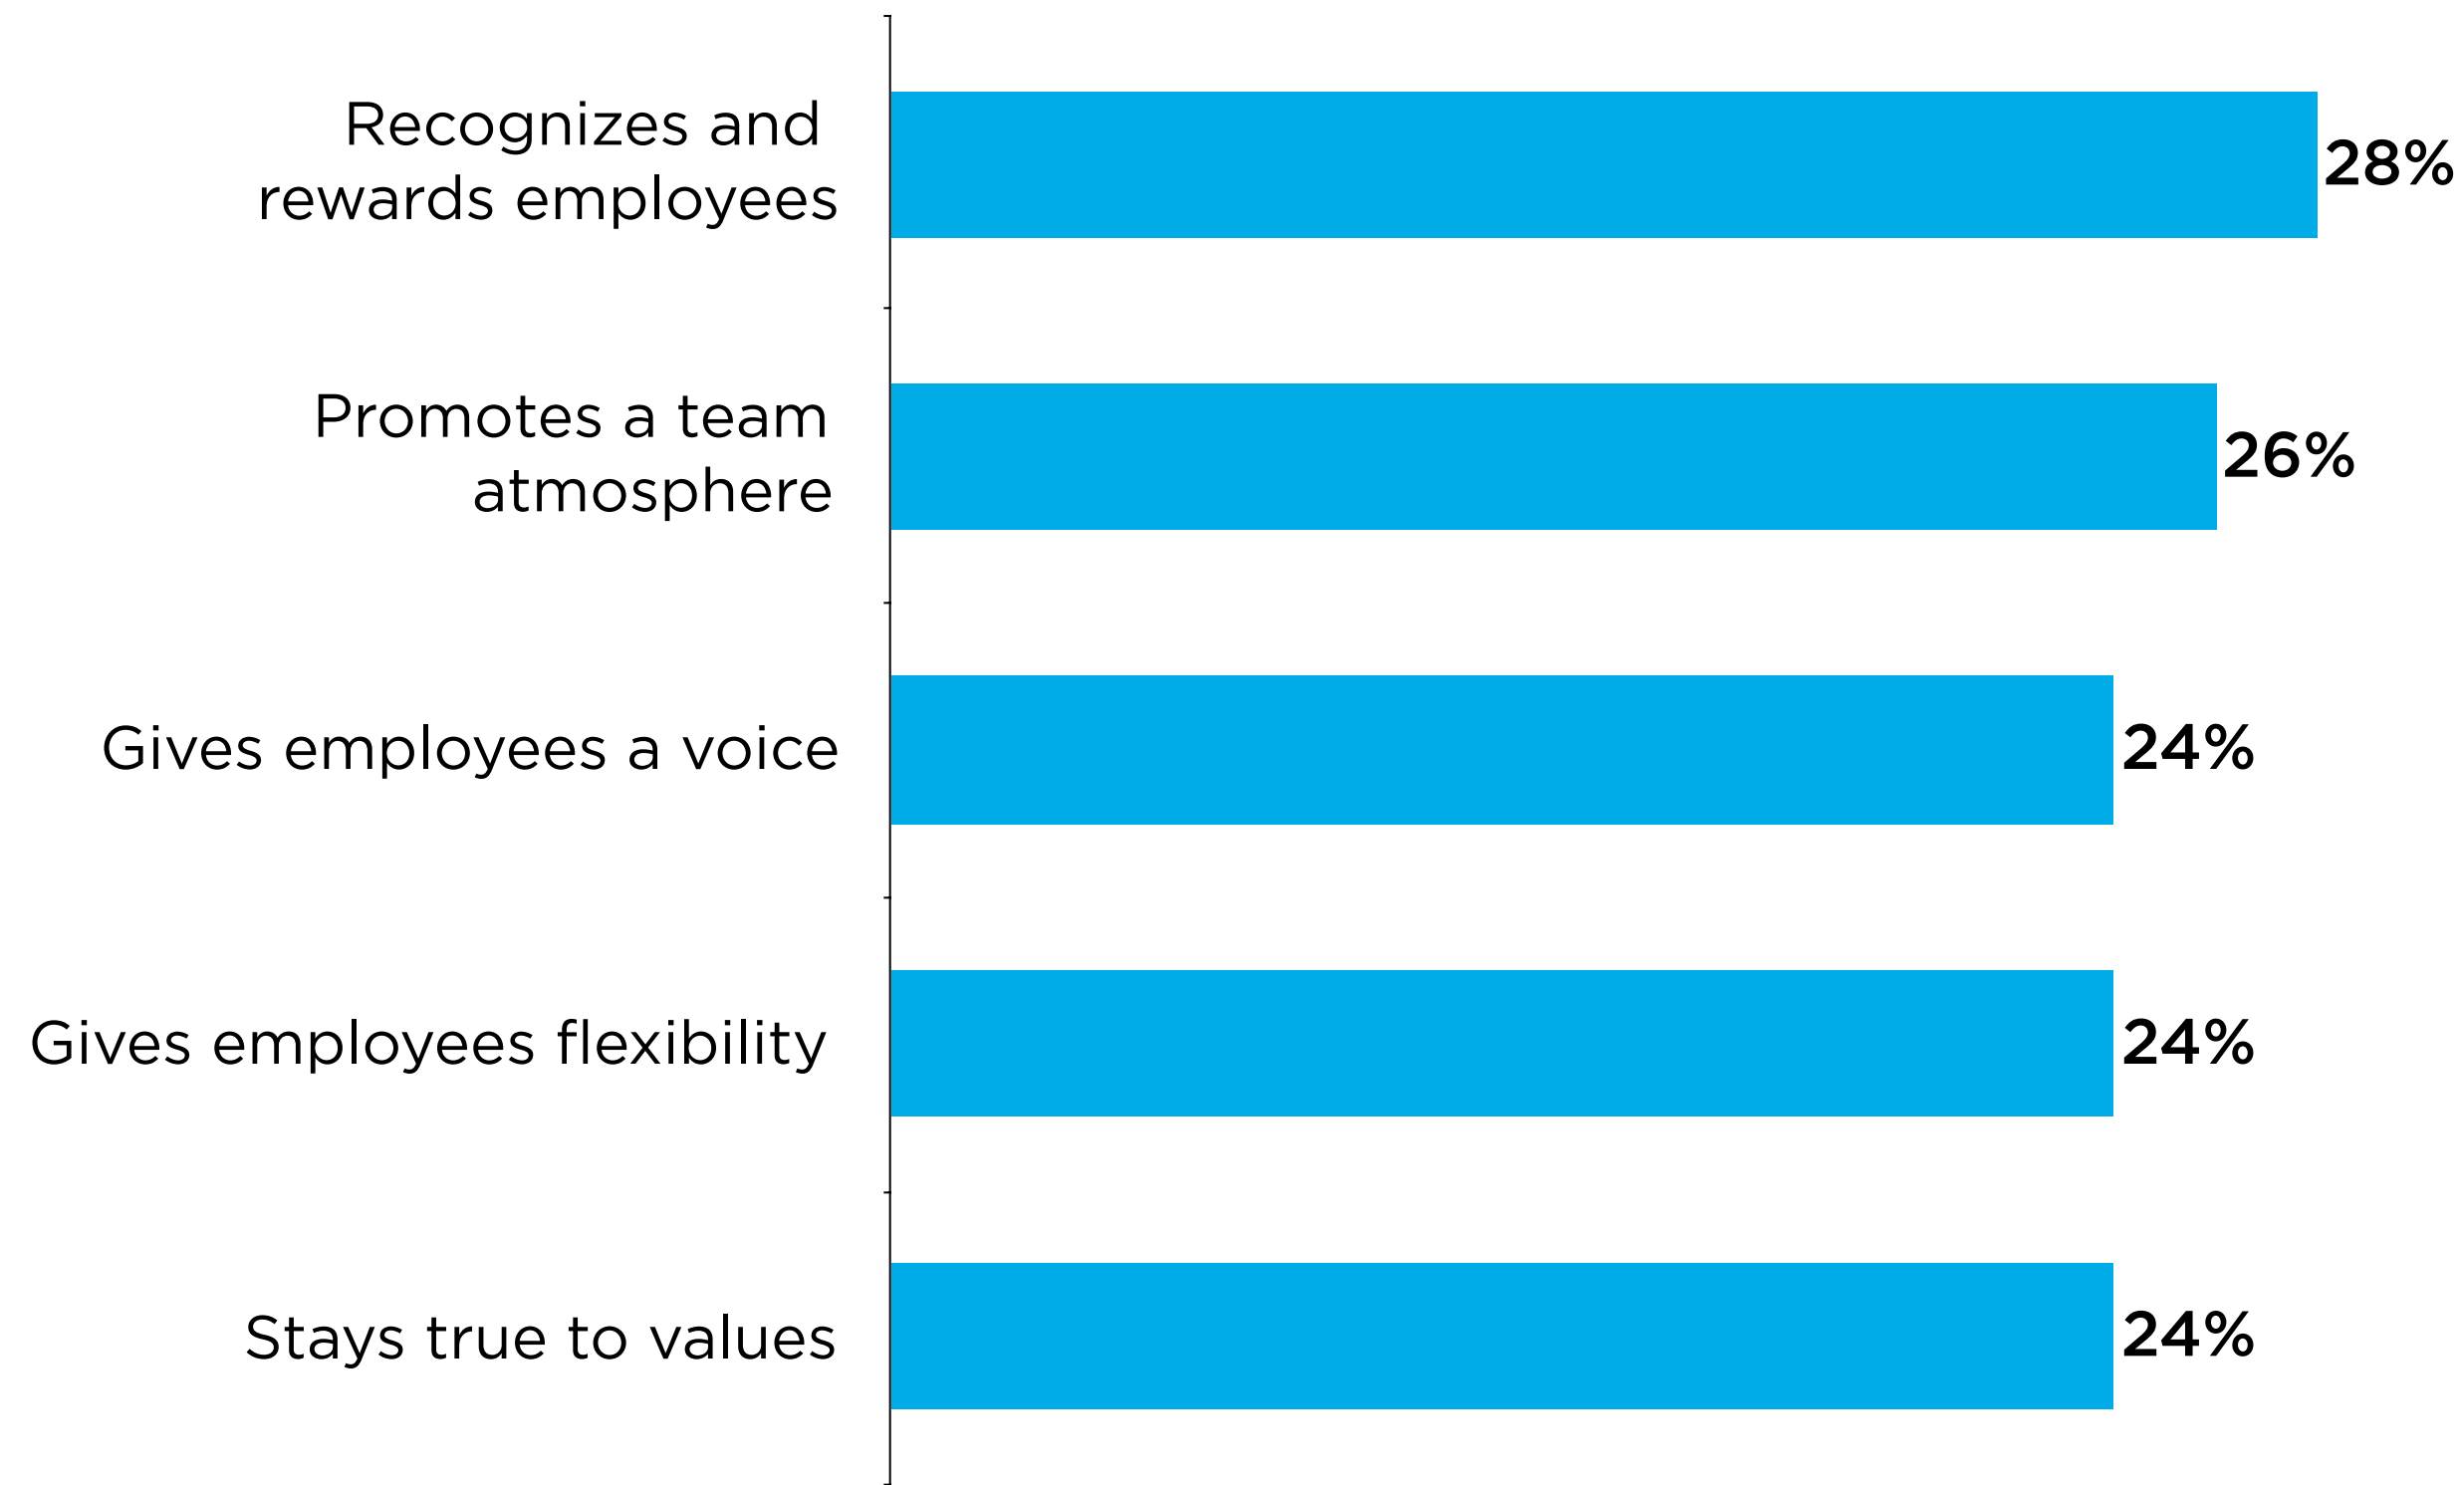 Recognizes and
rewards employees
28%
Promotes a team
atmosphere
26%
Gives employees a voice
24%
Gives employees flexibility
24%
Stays true to values
24%